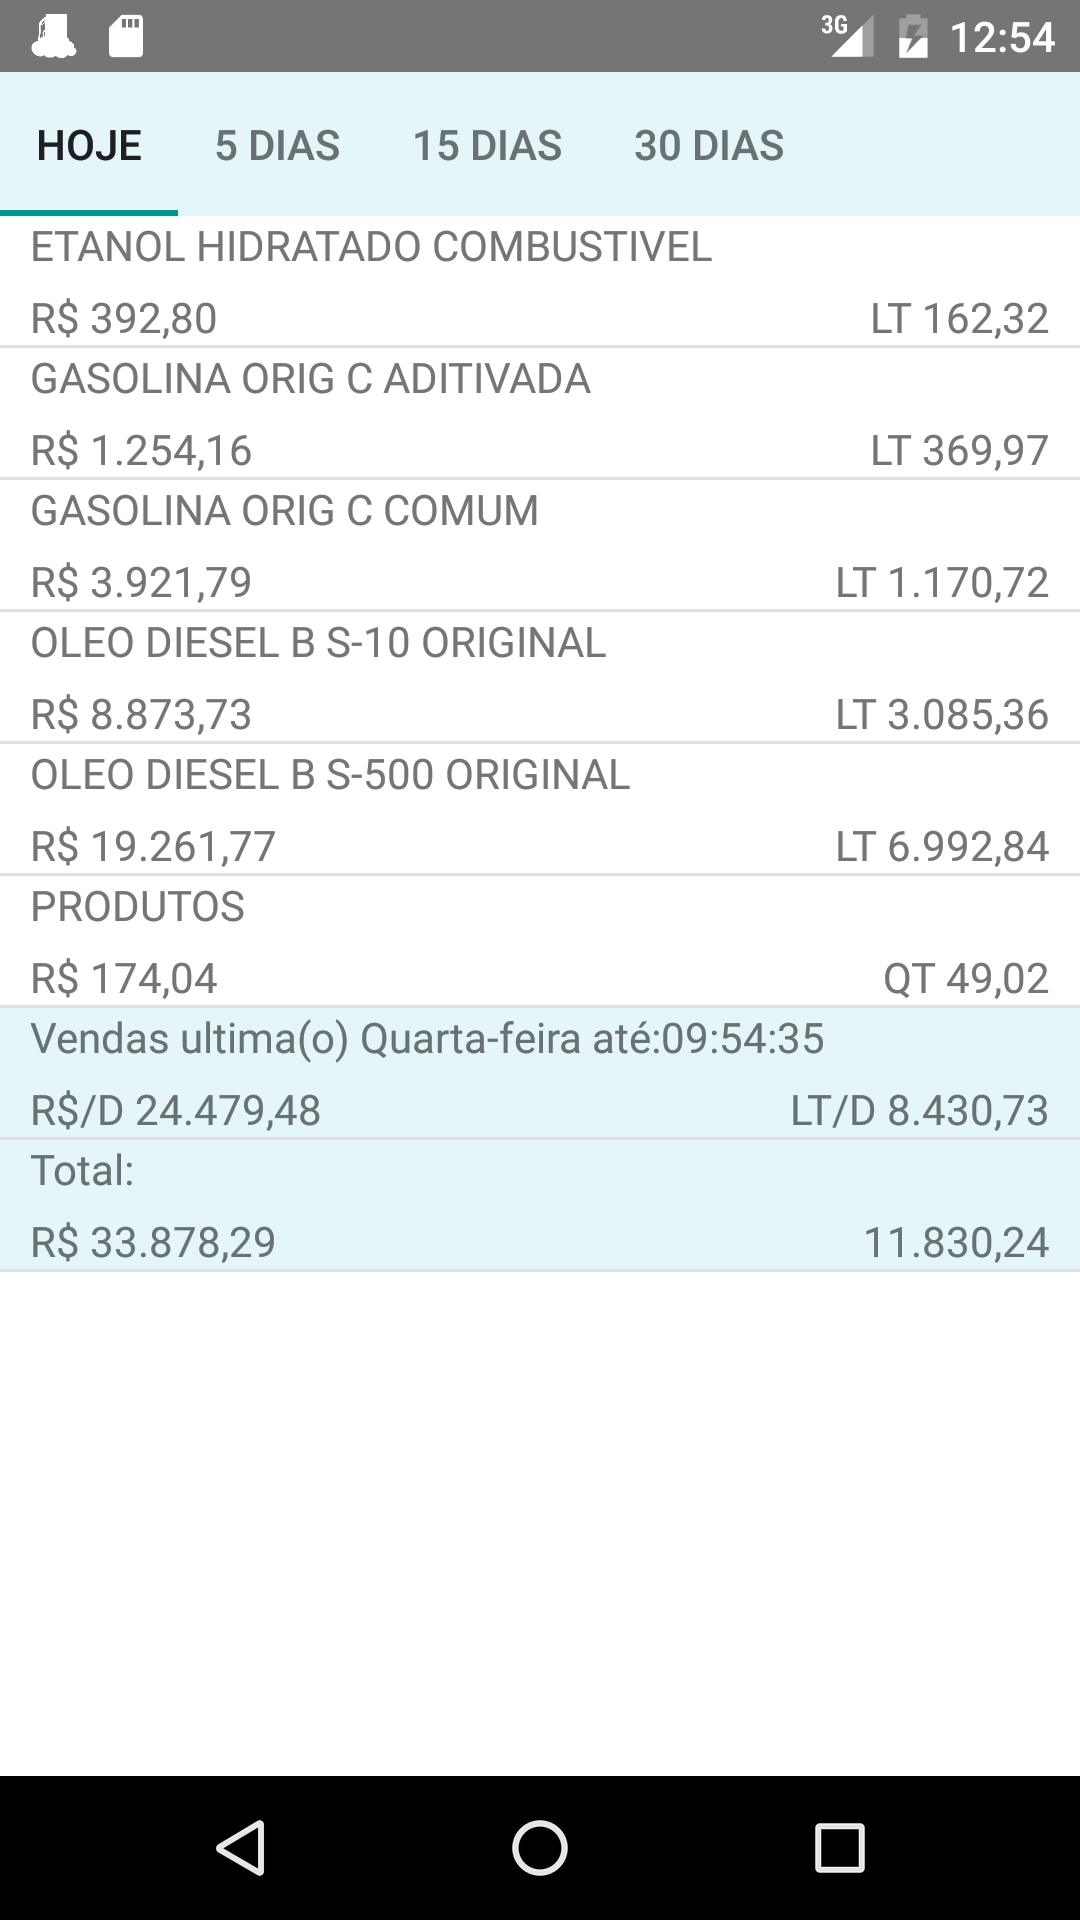 3G 12:54
HOJE 5 DIAS 15 DIAS 30 DIAS
ETANOL HIDRATADO COMBUSTIVEL
R$ 392,80 LT 162,32
GASOLINA ORIG C ADITIVADA
R$ 1.254,16 LT 369,97
GASOLINA ORIG C COMUM
R$ 3.921,79 LT 1.170,72
OLEO DIESEL B S-10 ORIGINAL
R$ 8.873,73 LT 3.085,36
OLEO DIESEL B S-500 ORIGINAL
R$ 19.261,77 LT 6.992,84
PRODUTOS
R$ 174,04 QT 49,02
Vendas ultima(o) Quarta-feira até:09:54:35
R$/D 24.479,48 LT/D 8.430,73
Total:
R$ 33.878,29 11.830,24